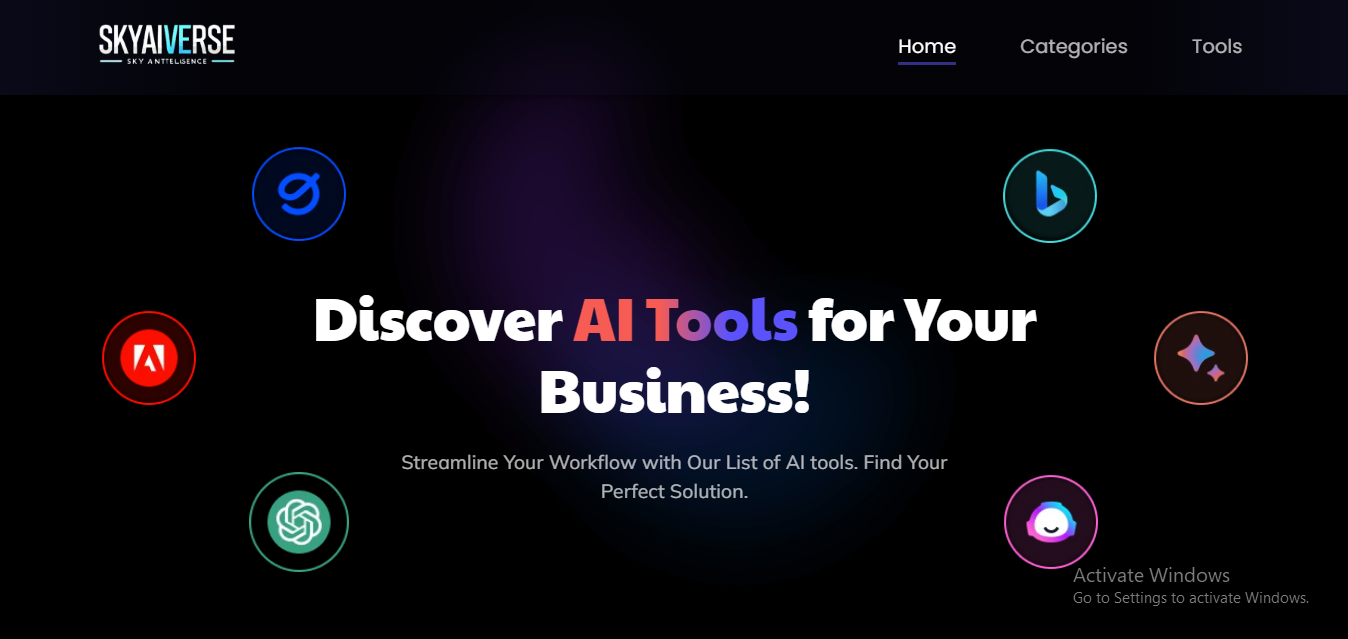 SKYAIVERSE
SKY ANTTELIGENCE
Home
Categories
Tools
Discover AI Tools for Your
Business!
Streamline Your Workflow with Our List of AI tools. Find Your
Perfect Solution.
Activate Windows
Go to Settings to activate Windows.